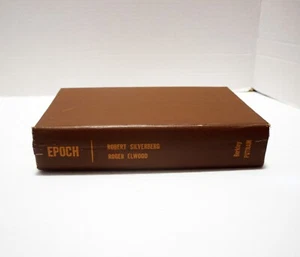 EPOCH
ROBERT SILVERBERG
ROGER ELWOOD
Berkley
PUTNAM